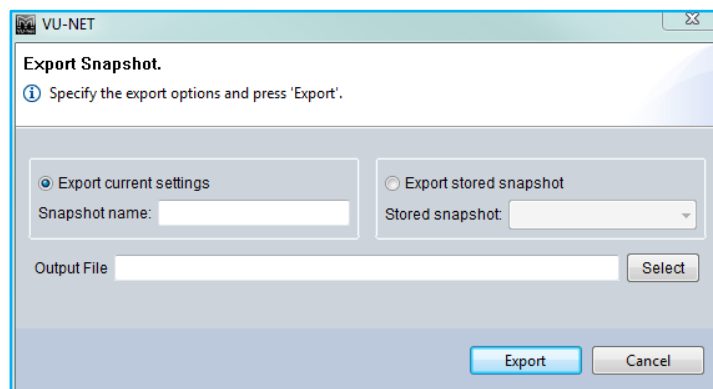 VU-NET
Export Snapshot.
Specify the export options and press 'Export'.
Export current settings
Snapshot name:
Export stored snapshot
Stored snapshot:
Output File
Select
Export
Cancel